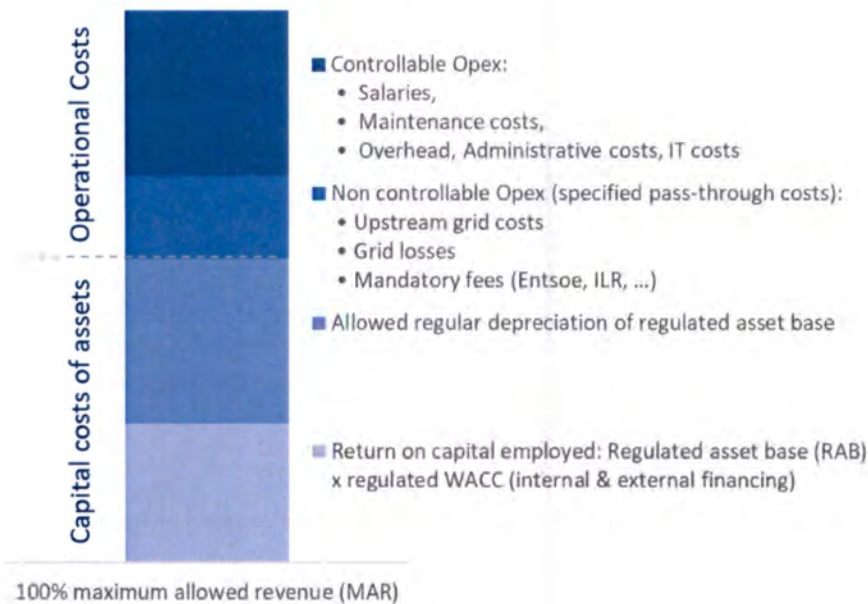 Operational Costs
Capital costs of assets
■ Controllable Opex:
• Salaries,
• Maintenance costs,
• Overhead, Administrative costs, IT costs
■ Non controllable Opex (specified pass-through costs):
• Upstream grid costs
• Grid losses
• Mandatory fees (Entsoe, ILR, ...)
■ Allowed regular depreciation of regulated asset base
■ Return on capital employed: Regulated asset base (RAB)
x regulated WACC (internal & external financing)
100% maximum allowed revenue (MAR)